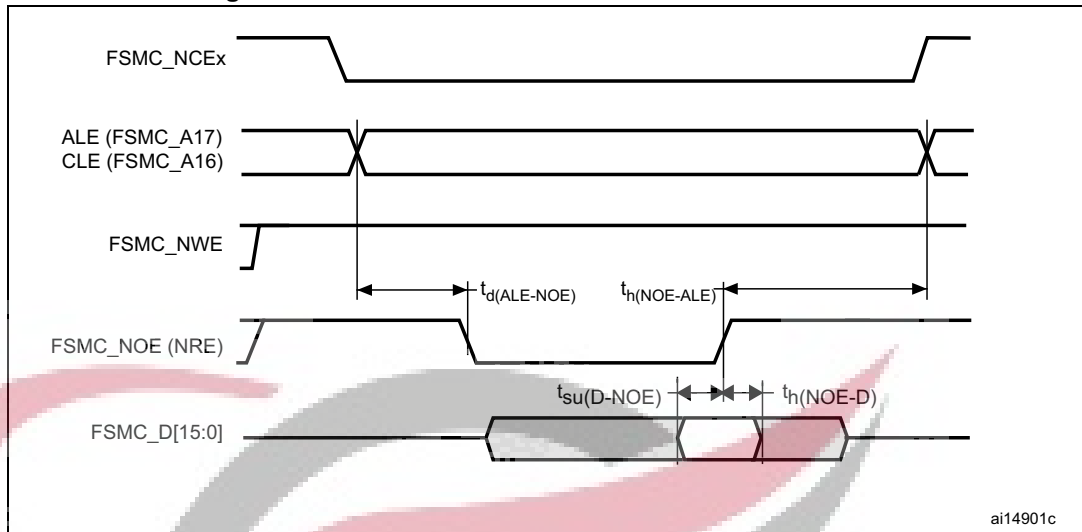 FSMC_NCEx
ALE (FSMC_A17)
CLE (FSMC_A16)
FSMC_NWE
td(ALE-NOE)
th(NOE-ALE)
FSMC_NOE (NRE)
tsu(D-NOE)
th(NOE-D)
FSMC_D[15:0]
ai14901c